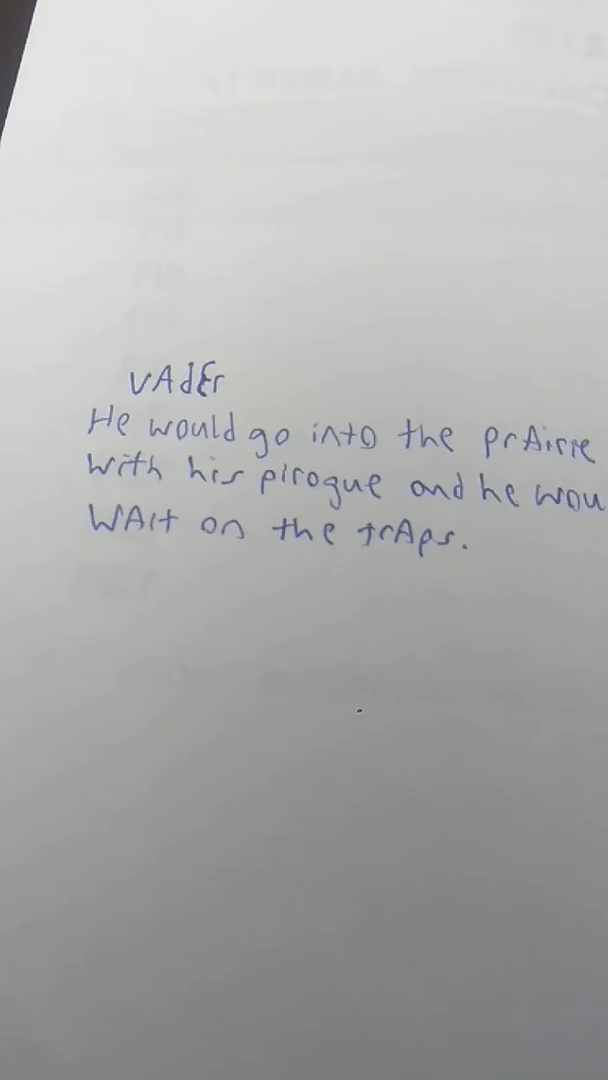 VAdEr
He would go into the prAirie
With his pirogue and he wou
WAit on the trAps.